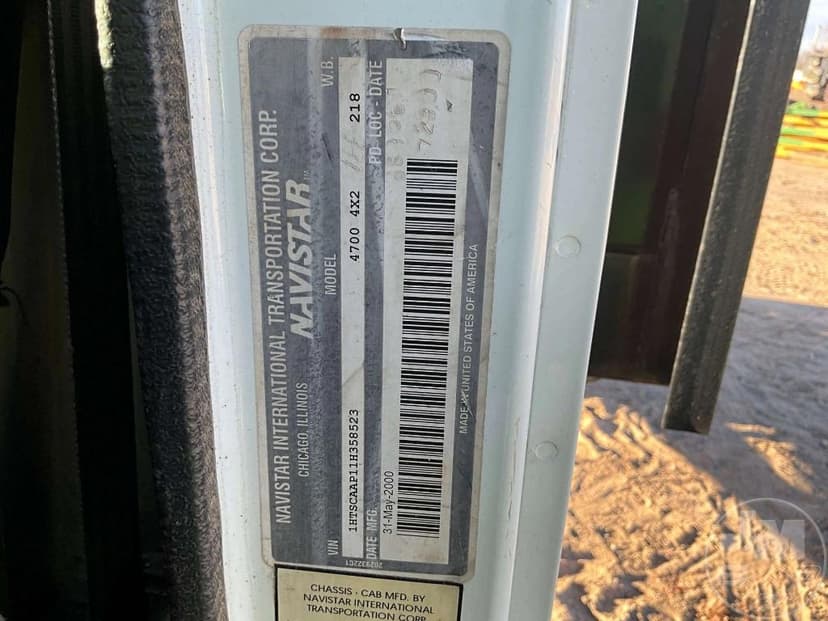 NAVISTAR INTERNATIONAL TRANSPORTATION CORP.
CHICAGO, ILLINOIS NAVISTAR
VIN MODEL W.B.
1HTSCAAP11H358523 4700 4X2 218
DATE MFG. PD-LOC - DATE
31-May-2000
MADE IN UNITED STATES OF AMERICA
2029322C1
CHASSIS - CAB MFD. BY
NAVISTAR INTERNATIONAL
TRANSPORTATION CORP